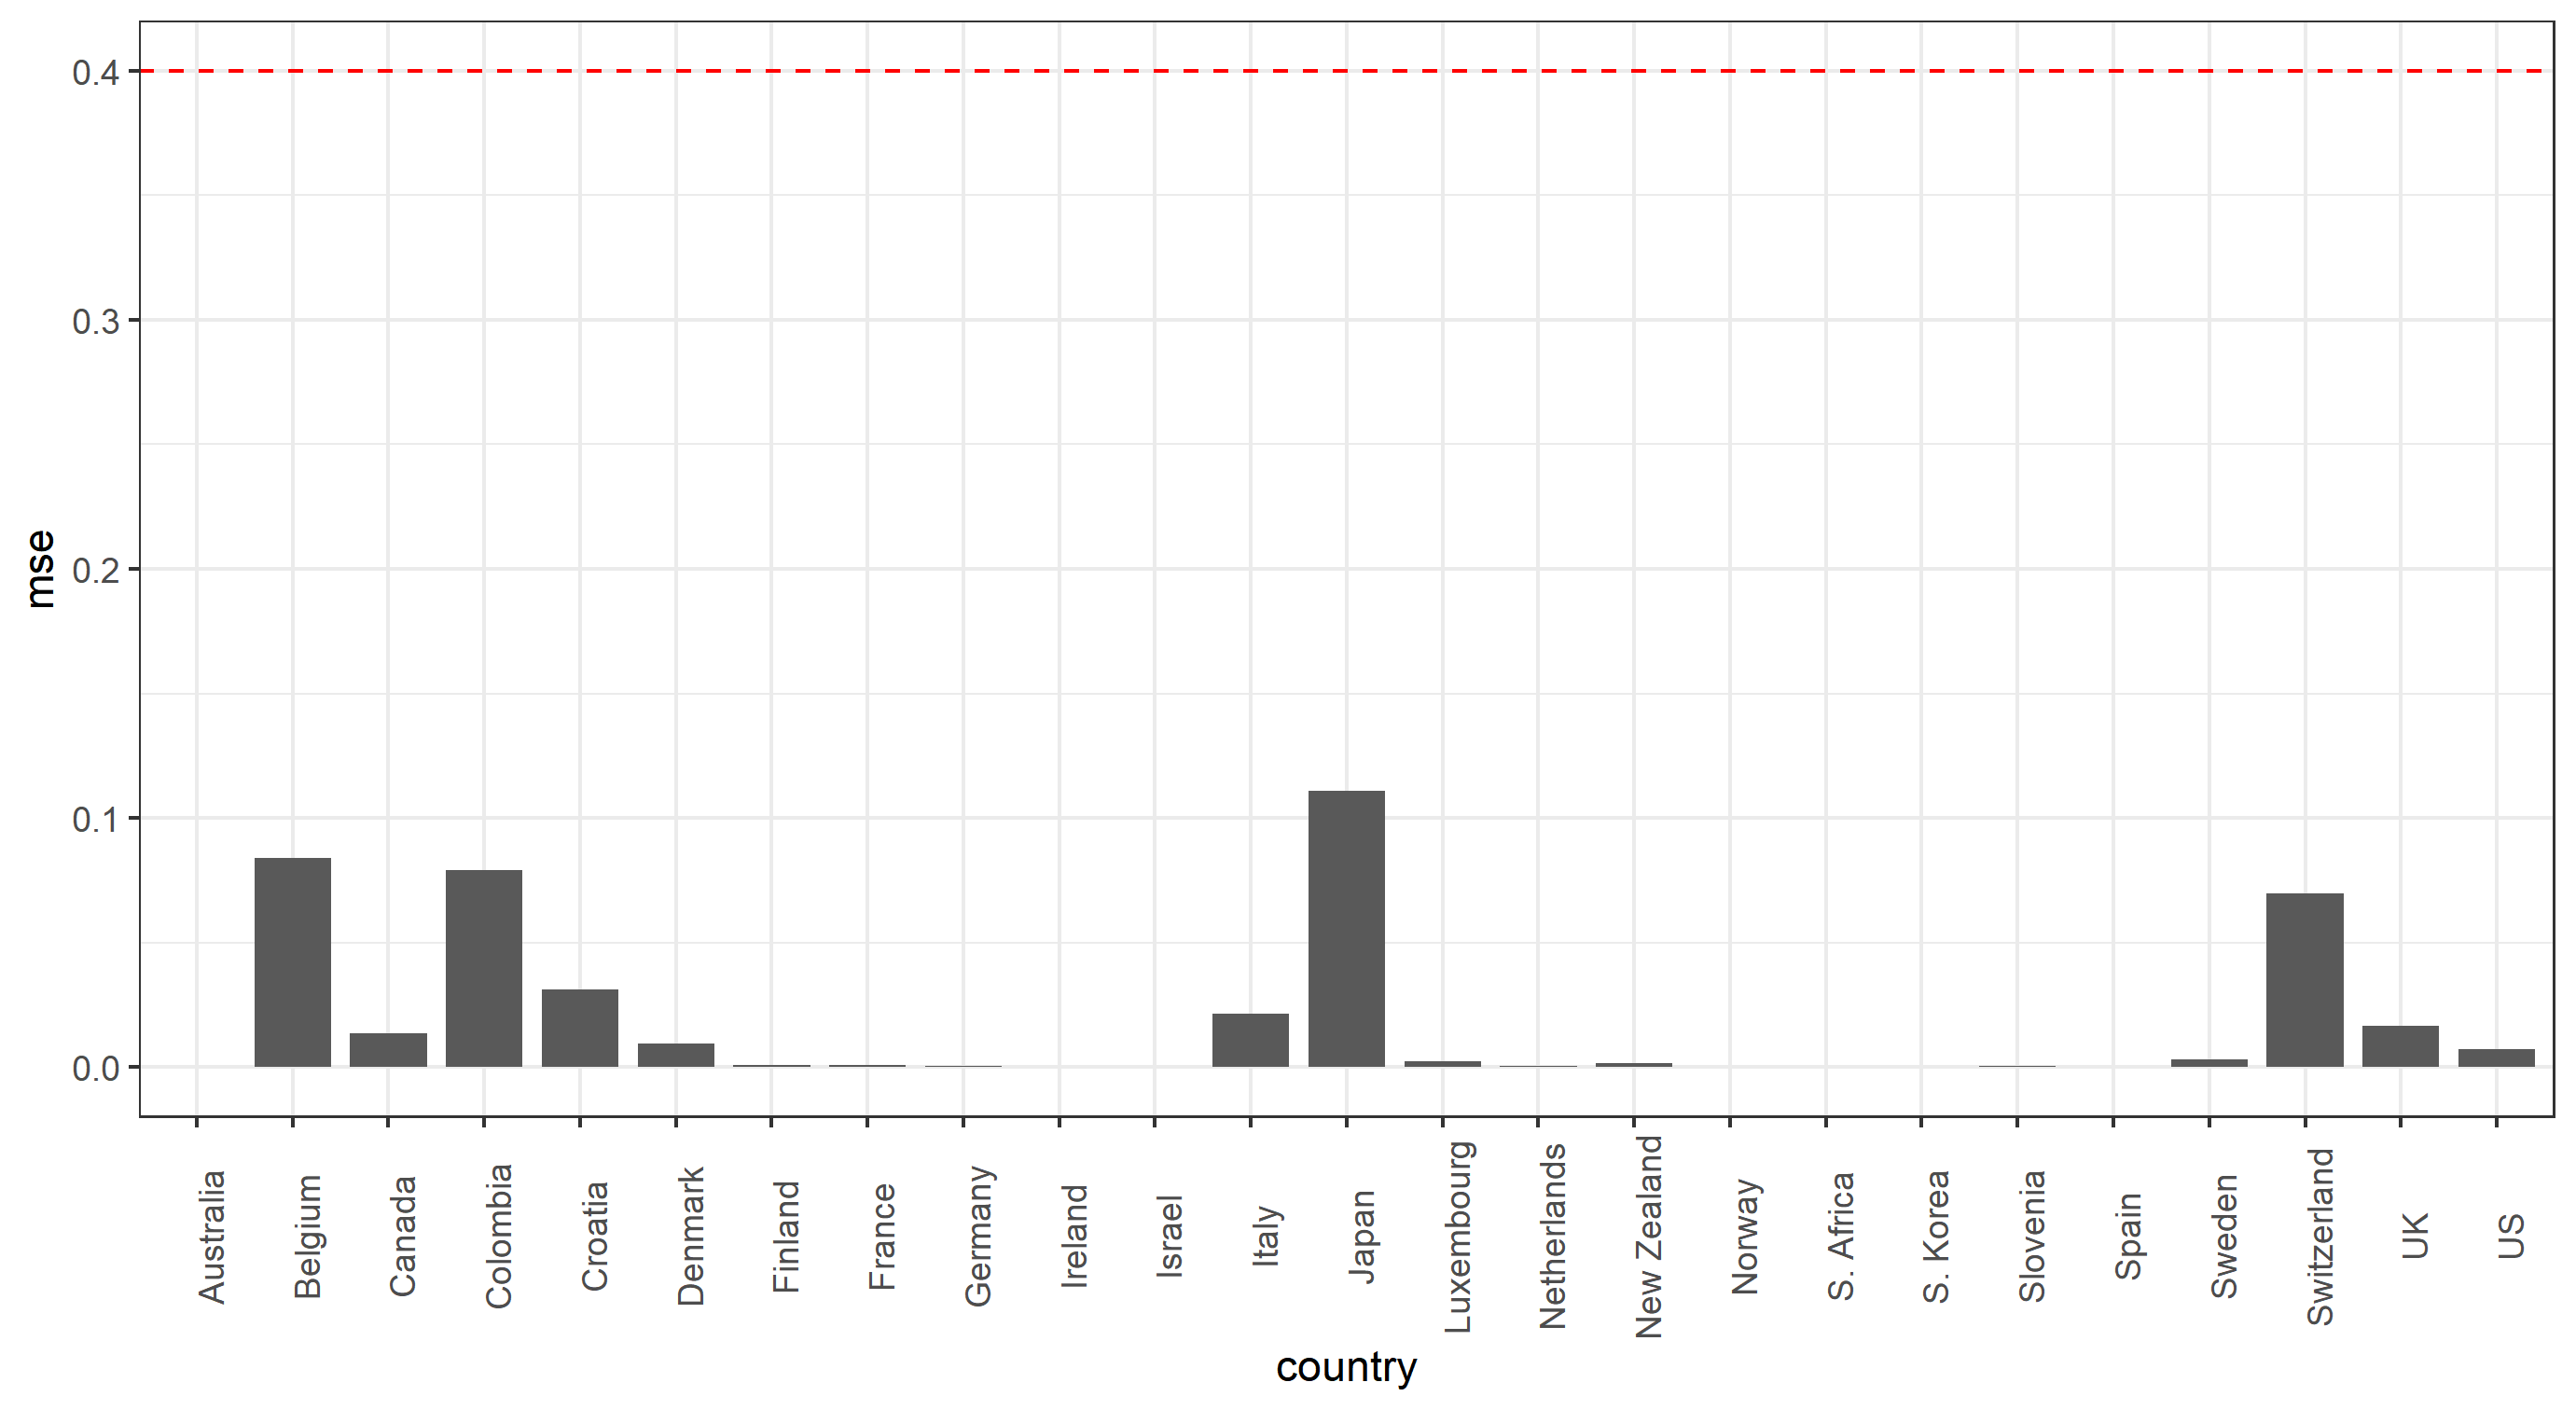 0.4
0.3
0.2
0.1
0.0
mse
Australia
Belgium
Canada
Colombia
Croatia
Denmark
Finland
France
Germany
Ireland
Israel
Italy
Japan
Luxembourg
Netherlands
New Zealand
Norway
S. Africa
S. Korea
Slovenia
Spain
Sweden
Switzerland
UK
US
country